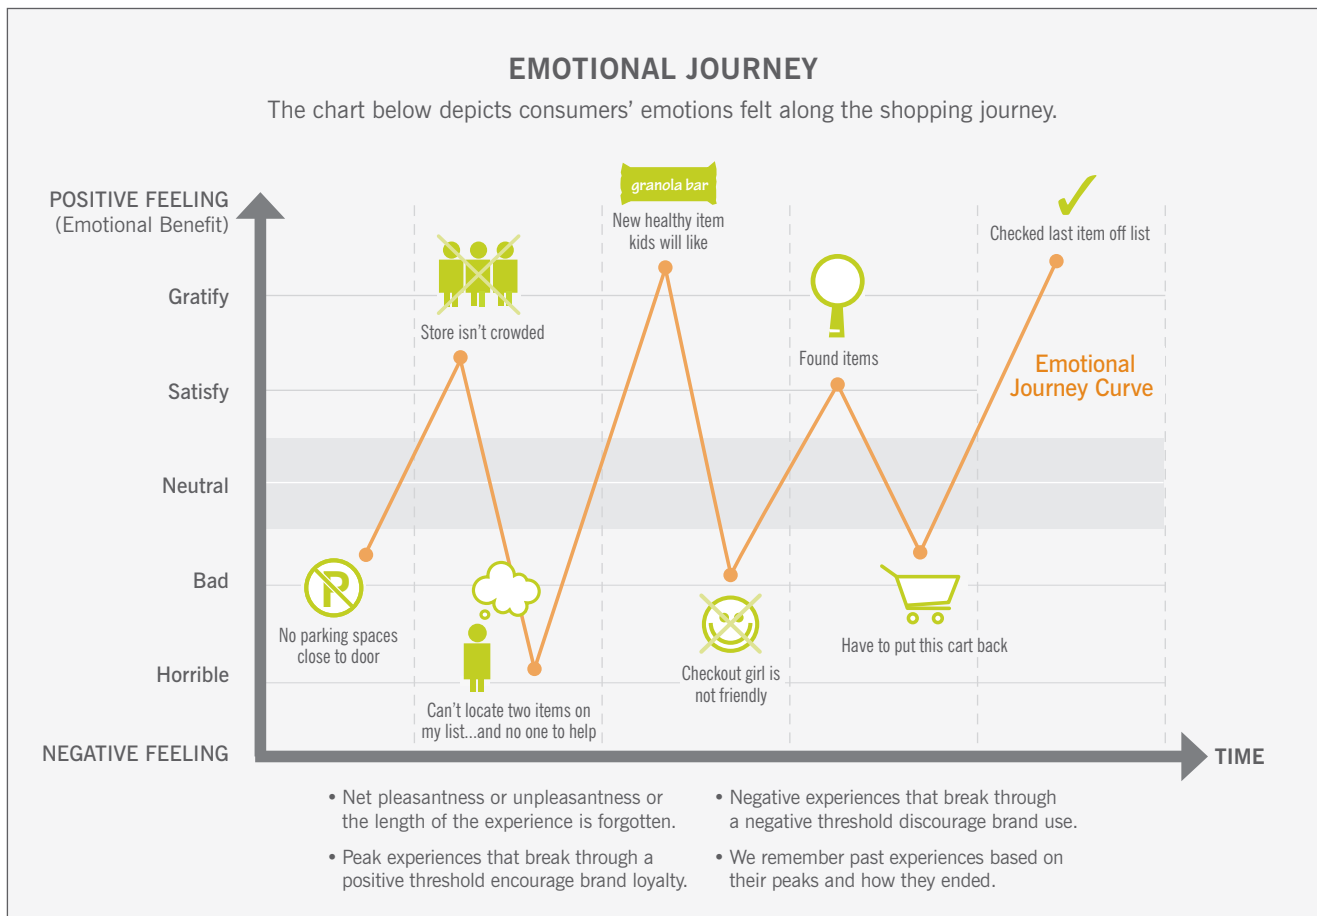 EMOTIONAL JOURNEY
The chart below depicts consumers’ emotions felt along the shopping journey.
POSITIVE FEELING
(Emotional Benefit)
Gratify
Satisfy
Neutral
Bad
Horrible
NEGATIVE FEELING
No parking spaces
close to door
Store isn’t crowded
Can’t locate two items on
my list...and no one to help
granola bar
New healthy item
kids will like
Checkout girl is
not friendly
Found items
Have to put this cart back
Checked last item off list
Emotional
Journey Curve
TIME
• Net pleasantness or unpleasantness or
the length of the experience is forgotten.
• Peak experiences that break through a
positive threshold encourage brand loyalty.
• Negative experiences that break through
a negative threshold discourage brand use.
• We remember past experiences based on
their peaks and how they ended.
P